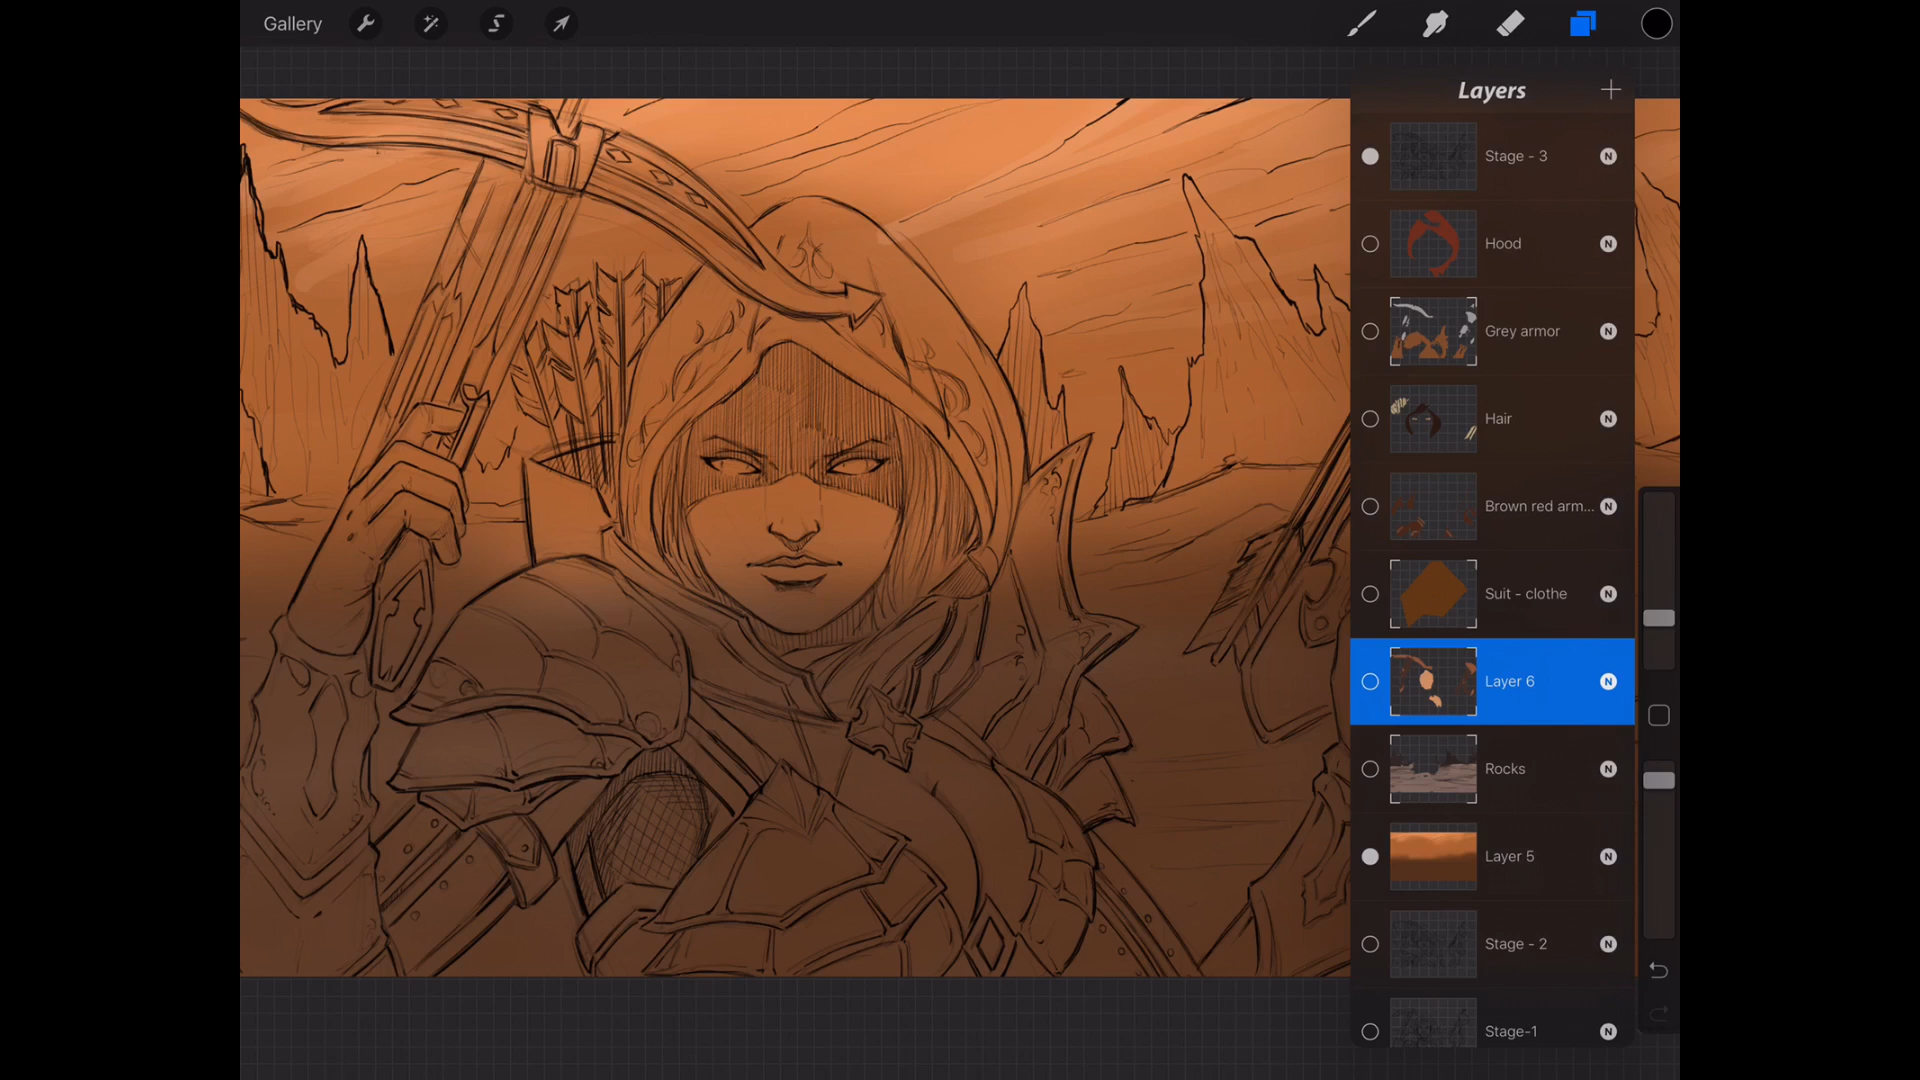 Gallery
Layers
Stage - 3 N
Hood N
Grey armor N
Hair N
Brown red arm... N
Suit - clothe N
Layer 6 N
Rocks N
Layer 5 N
Stage - 2 N
Stage-1 N